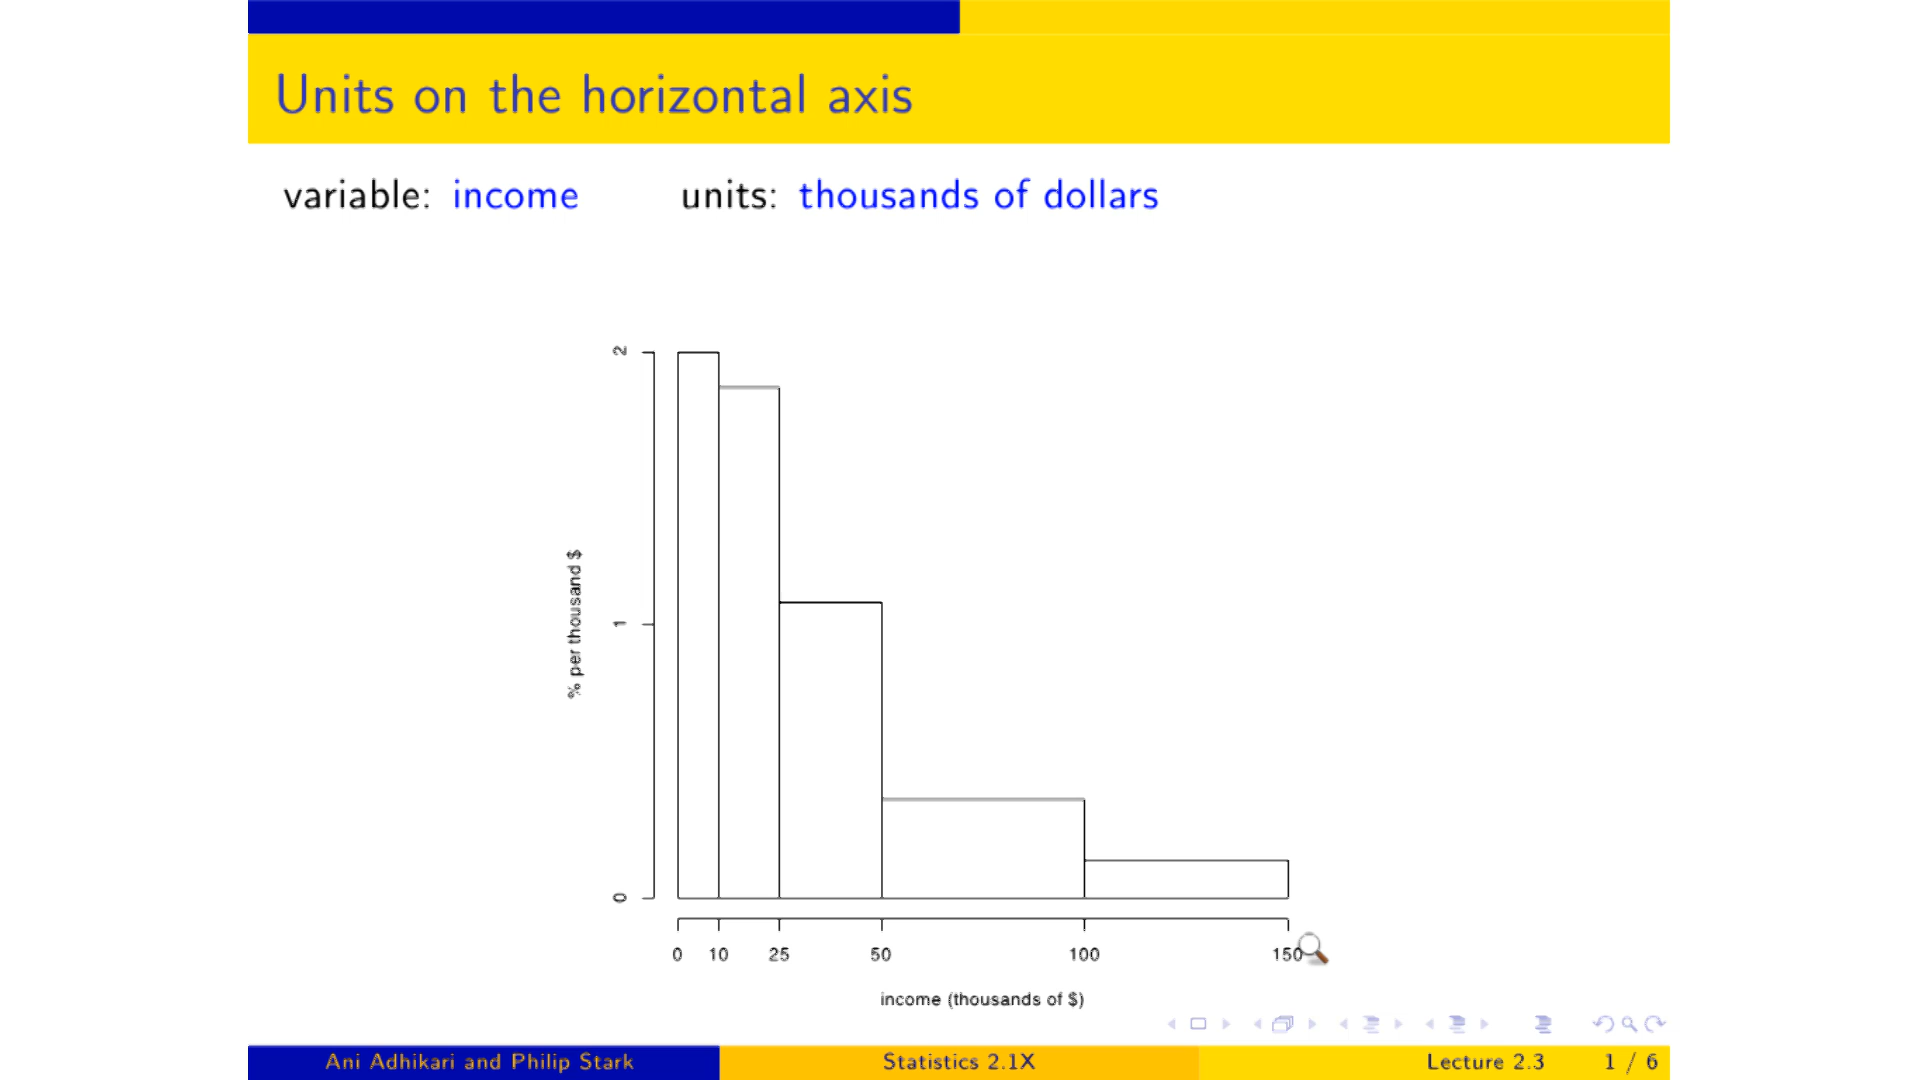 Units on the horizontal axis
variable: income units: thousands of dollars
2
1
0
% per thousand $
0 10 25 50 100 150
income (thousands of $)
Ani Adhikari and Philip Stark Statistics 2.1X Lecture 2.3 1 / 6